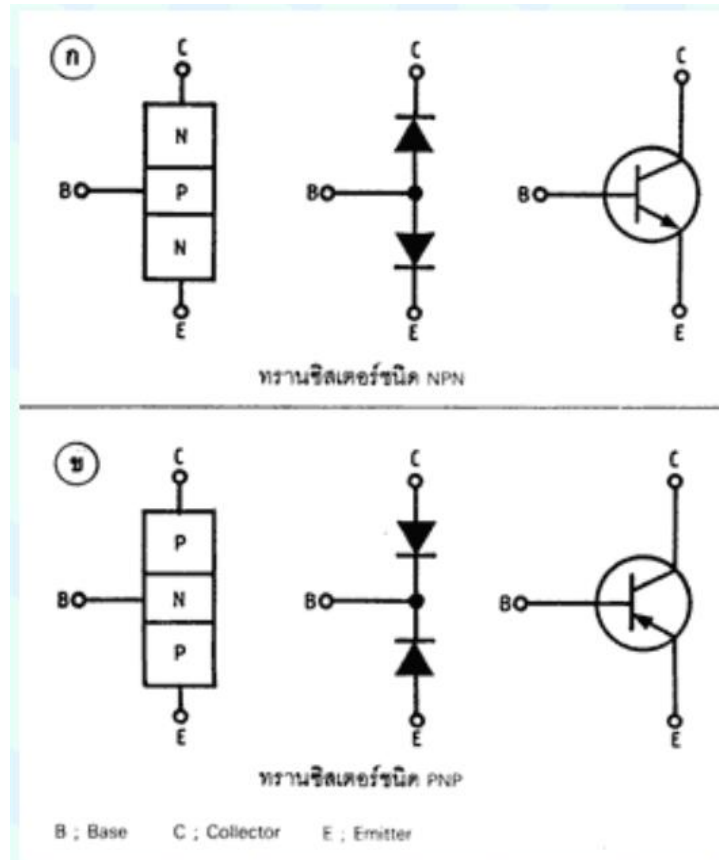 ก
C C C
N
B P B B
N
E E E
ทรานซิสเตอร์ชนิด NPN
ข
C C C
P
B N B B
P
E E E
ทรานซิสเตอร์ชนิด PNP
B ; Base C ; Collector E ; Emitter